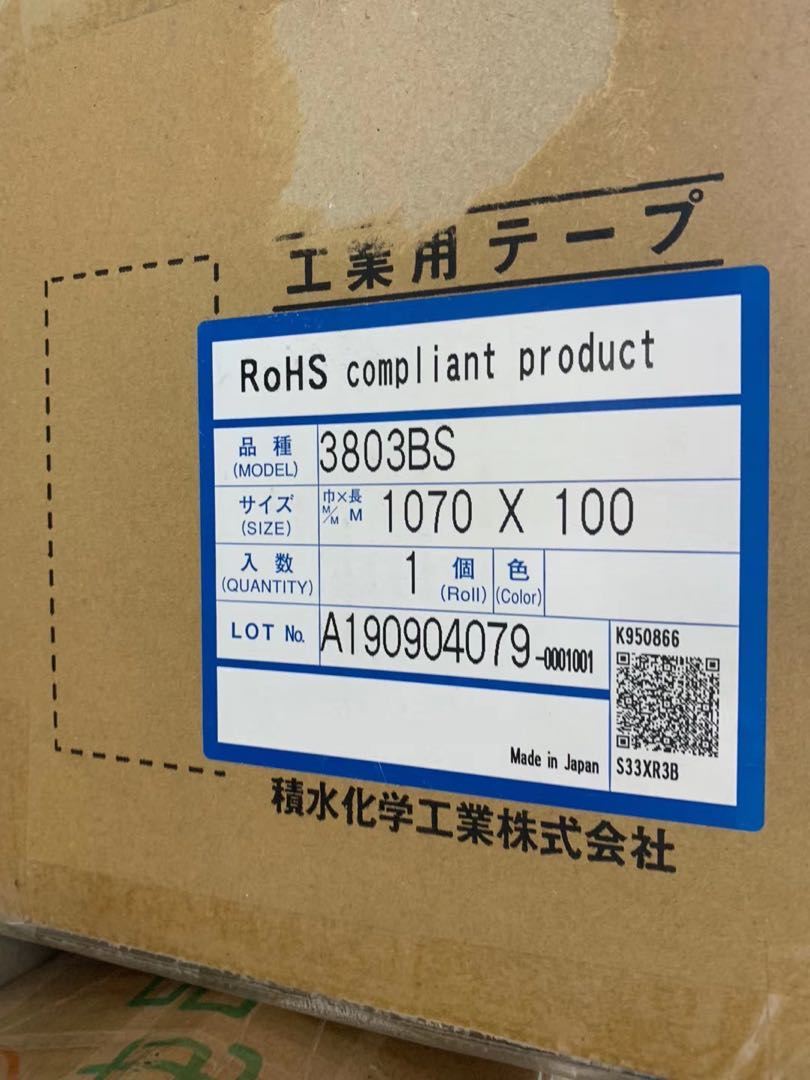 工業用テープ
RoHS compliant product
品種
(MODEL)
3803BS
サイズ
(SIZE)
巾×長
M/M M
1070 X 100
入数
(QUANTITY)
1
個
(Roll)
色
(Color)
LOT No.
A190904079-0001001
K950866
Made in Japan
S33XR3B
積水化学工業株式会社